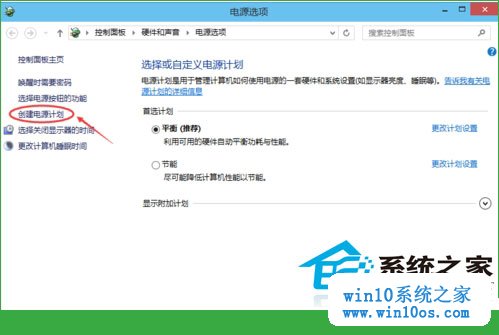 电源选项
控制面板 硬件和声音 电源选项
搜索控制面板
控制面板主页
唤醒时需要密码
选择电源按钮的功能
创建电源计划
选择关闭显示器的时间
更改计算机睡眠时间
选择或自定义电源计划
电源计划是用于管理计算机如何使用电源的一套硬件和系统设置(如显示器亮度、睡眠等)。告诉我有关电
源计划的详细信息
首选计划
平衡 (推荐) 更改计划设置
利用可用的硬件自动平衡功耗与性能。
节能 更改计划设置
尽可能降低计算机性能以节能。
显示附加计划
系统之家
win10系统之家
www.win10os.com